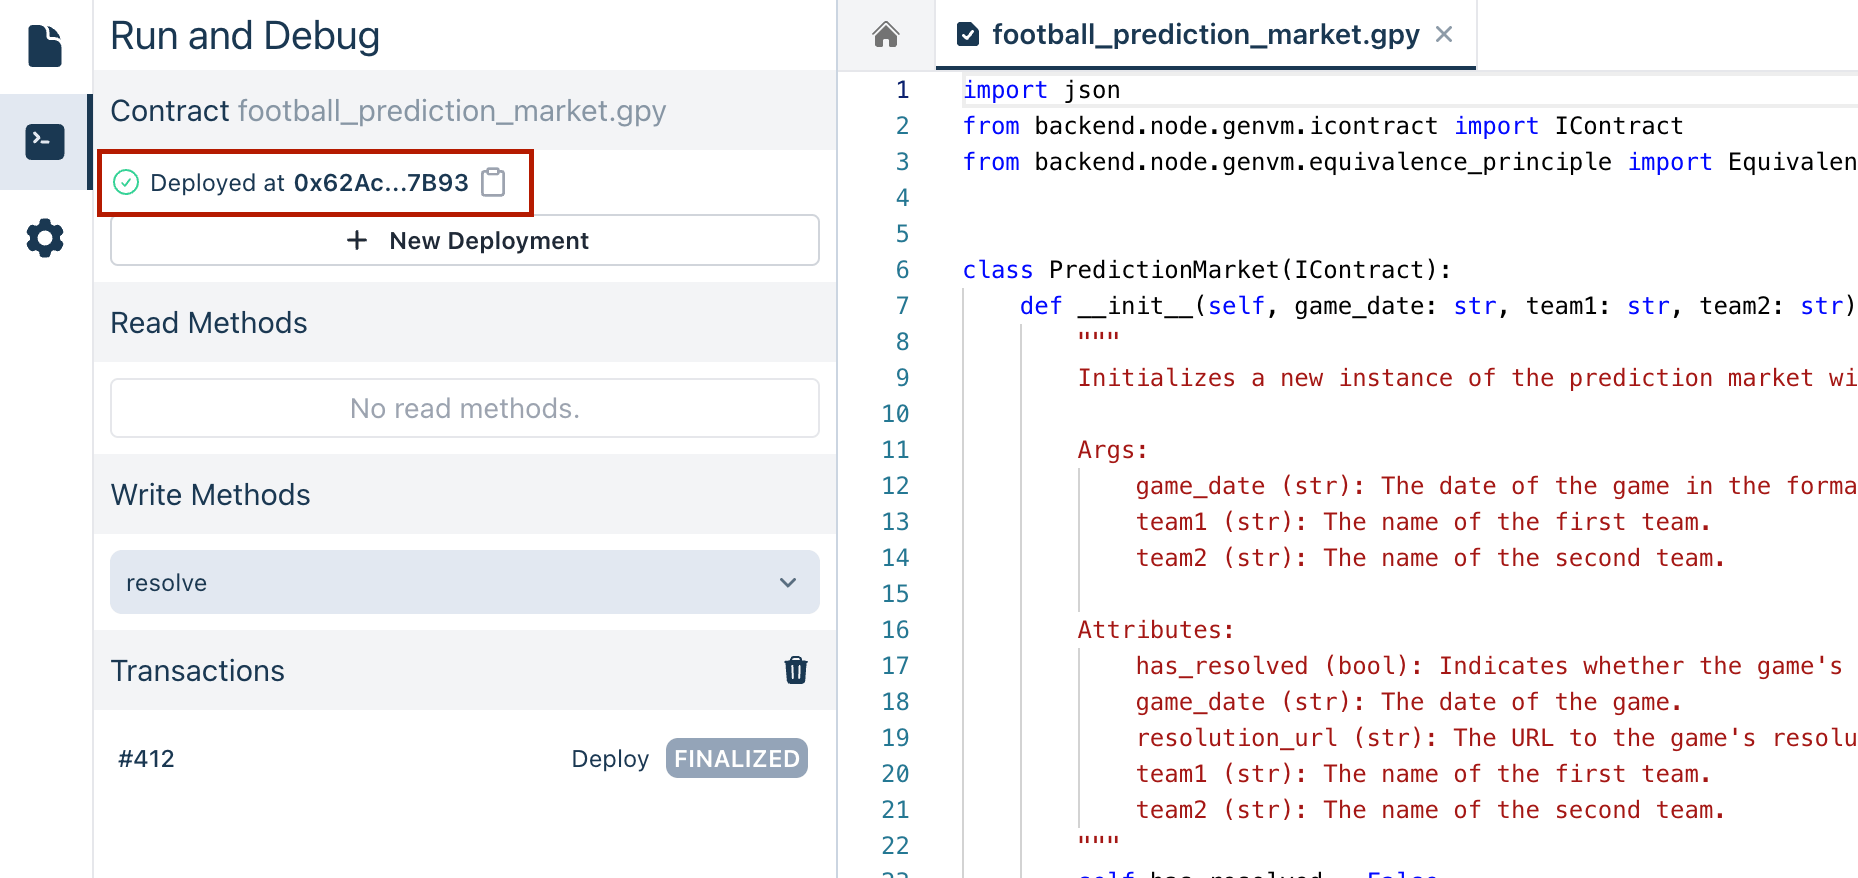 Run and Debug
Contract football_prediction_market.gpy
Deployed at 0x62Ac...7B93
+ New Deployment
Read Methods
No read methods.
Write Methods
resolve
Transactions
#412 Deploy FINALIZED
football_prediction_market.gpy
1 import json
2 from backend.node.genvm.icontract import IContract
3 from backend.node.genvm.equivalence_principle import Equivalen
4
5
6 class PredictionMarket(IContract):
7 def __init__(self, game_date: str, team1: str, team2: str)
8 """
9 Initializes a new instance of the prediction market wi
10
11 Args:
12 game_date (str): The date of the game in the forma
13 team1 (str): The name of the first team.
14 team2 (str): The name of the second team.
15
16 Attributes:
17 has_resolved (bool): Indicates whether the game's
18 game_date (str): The date of the game.
19 resolution_url (str): The URL to the game's resolu
20 team1 (str): The name of the first team.
21 team2 (str): The name of the second team.
22 """
23 self.has_resolved = False